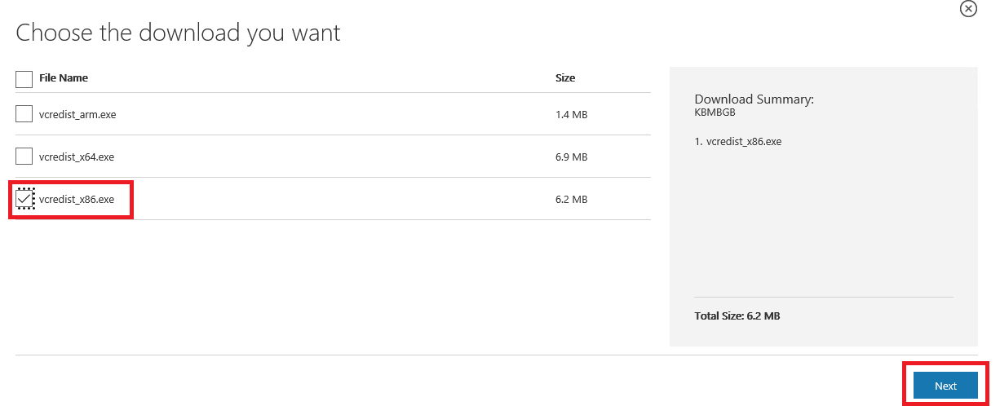 Choose the download you want
File Name Size
vcredist_arm.exe 1.4 MB
vcredist_x64.exe 6.9 MB
vcredist_x86.exe 6.2 MB
Download Summary:
KBMBGB
1. vcredist_x86.exe
Total Size: 6.2 MB
Next